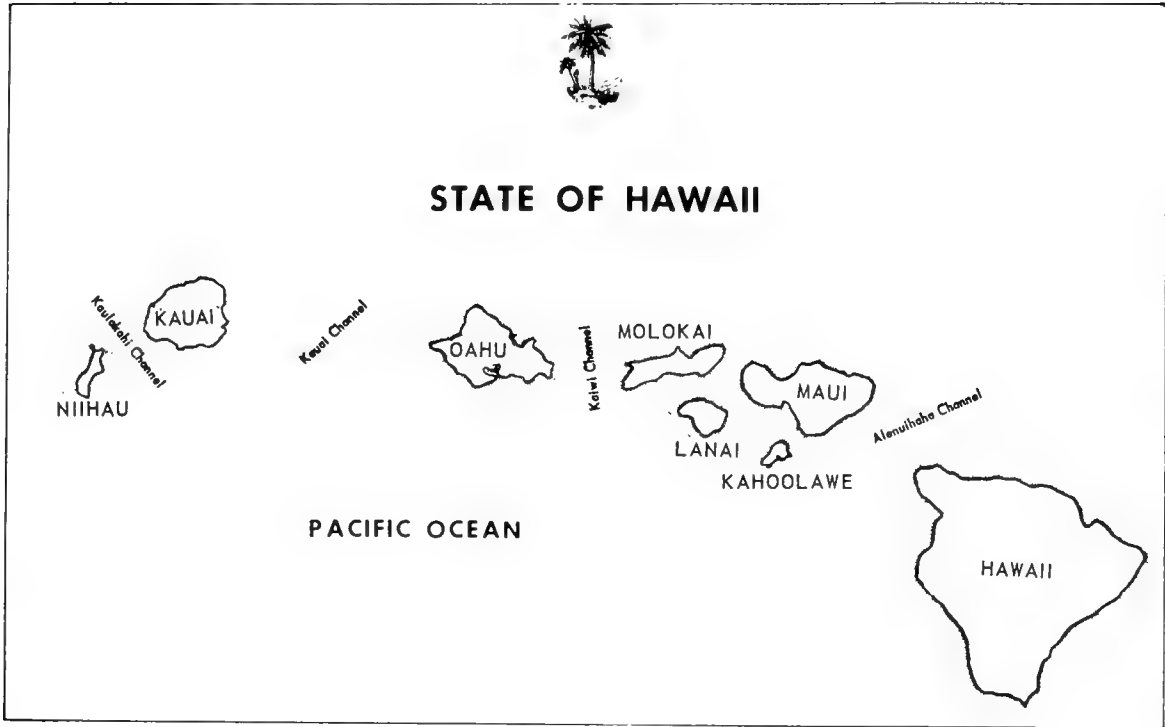 STATE OF HAWAII
Kaulakahi Channel
KAUAI
NIIHAU
Kauai Channel
OAHU
Kaiwi Channel
MOLOKAI
LANAI
MAUI
KAHOOLAWE
Alenuihaha Channel
HAWAII
PACIFIC OCEAN